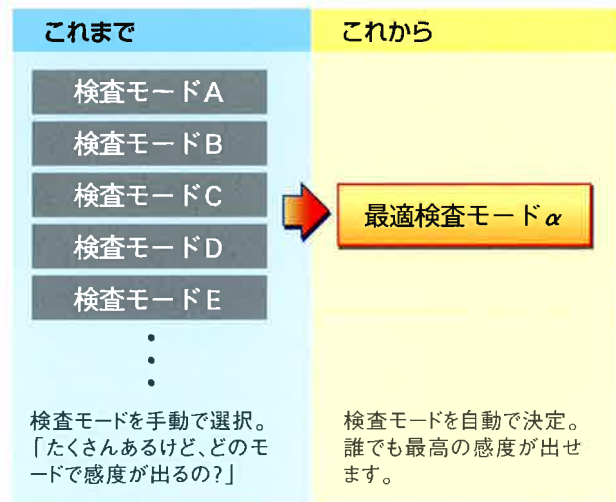 これまで
検査モードA
検査モードB
検査モードC
検査モードD
検査モードE
検査モードを手動で選択。
「たくさんあるけど、どのモ
ードで感度が出るの?」
これから
最適検査モードα
検査モードを自動で決定。
誰でも最高の感度が出せ
ます。